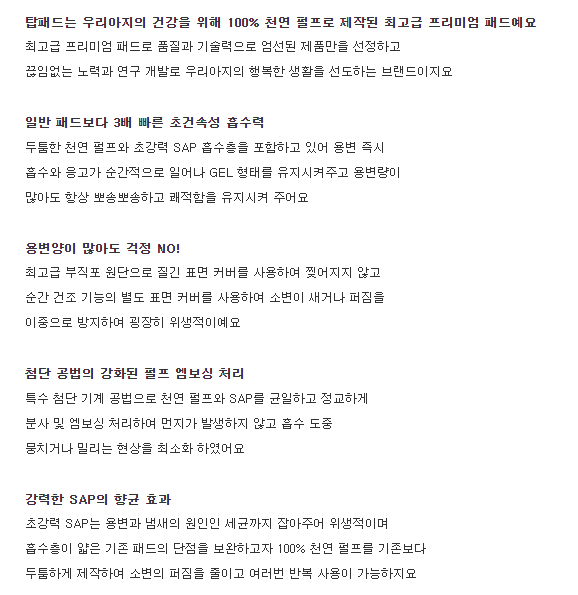 탑패드는 우리아지의 건강을 위해 100% 천연 펄프로 제작된 최고급 프리미엄 패드예요
최고급 프리미엄 패드로 품질과 기술력으로 엄선된 제품만을 선정하고
끊임없는 노력과 연구 개발로 우리아지의 행복한 생활을 선도하는 브랜드이지요
일반 패드보다 3배 빠른 초건속성 흡수력
두툼한 천연 펄프와 초강력 SAP 흡수층을 포함하고 있어 용변 즉시
흡수와 응고가 순간적으로 일어나 GEL 형태를 유지시켜주고 용변량이
많아도 항상 뽀송뽀송하고 쾌적함을 유지시켜 주어요
용변양이 많아도 걱정 NO!
최고급 부직포 원단으로 질긴 표면 커버를 사용하여 찢어지지 않고
순간 건조 기능의 별도 표면 커버를 사용하여 소변이 새거나 퍼짐을
이중으로 방지하여 굉장히 위생적이예요
첨단 공법의 강화된 펄프 엠보싱 처리
특수 첨단 기계 공법으로 천연 펄프와 SAP를 균일하고 정교하게
분사 및 엠보싱 처리하여 먼지가 발생하지 않고 흡수 도중
뭉치거나 밀리는 현상을 최소화 하였어요
강력한 SAP의 향균 효과
초강력 SAP는 용변과 냄새의 원인인 세균까지 잡아주어 위생적이며
흡수층이 얇은 기존 패드의 단점을 보완하고자 100% 천연 펄프를 기존보다
두툼하게 제작하여 소변의 퍼짐을 줄이고 여러번 반복 사용이 가능하지요